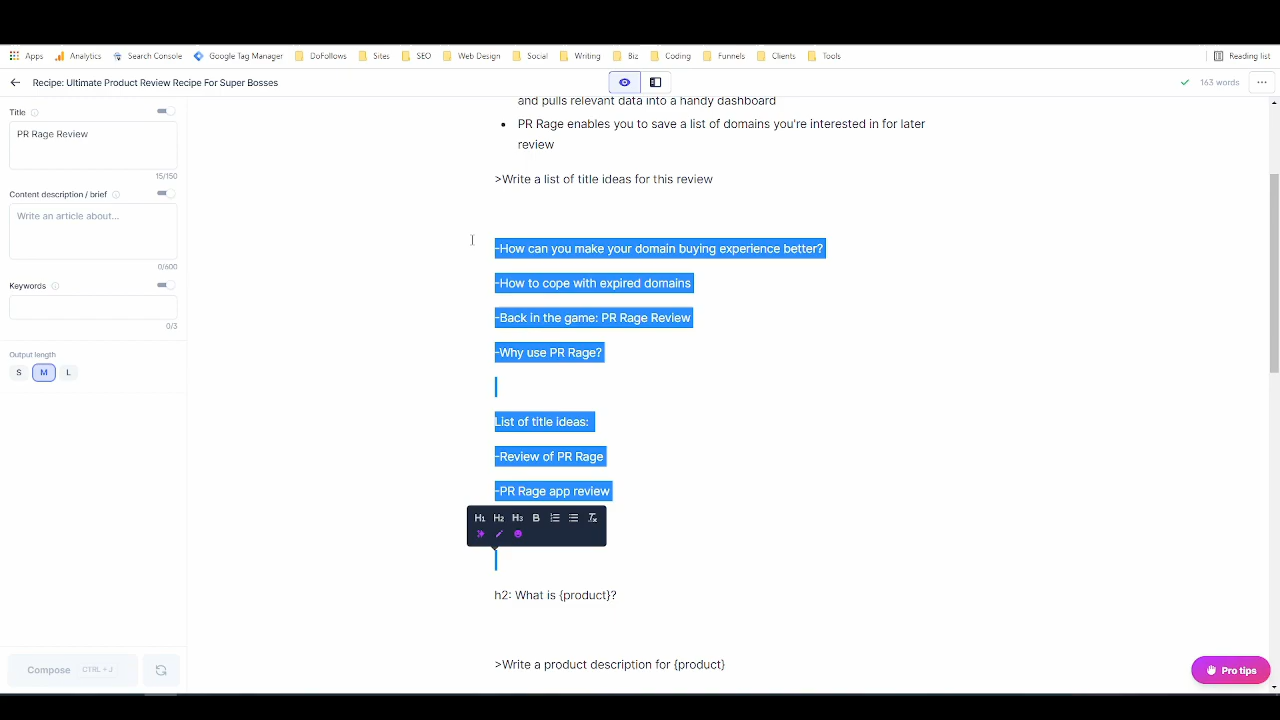 Apps Analytics Search Console Google Tag Manager DoFollows Sites SEO Web Design Social Writing Biz Coding Funnels Clients Tools Reading list
Recipe: Ultimate Product Review Recipe For Super Bosses
163 words
Title
PR Rage Review
15/150
Content description / brief
Write an article about...
0/600
Keywords
0/3
Output length
S M L
Compose CTRL + J
and pulls relevant data into a handy dashboard
• PR Rage enables you to save a list of domains you're interested in for later
review
>Write a list of title ideas for this review
-How can you make your domain buying experience better?
-How to cope with expired domains
-Back in the game: PR Rage Review
-Why use PR Rage?
List of title ideas:
-Review of PR Rage
-PR Rage app review
H1 H2 H3 B
h2: What is {product}?
>Write a product description for {product}
Pro tips